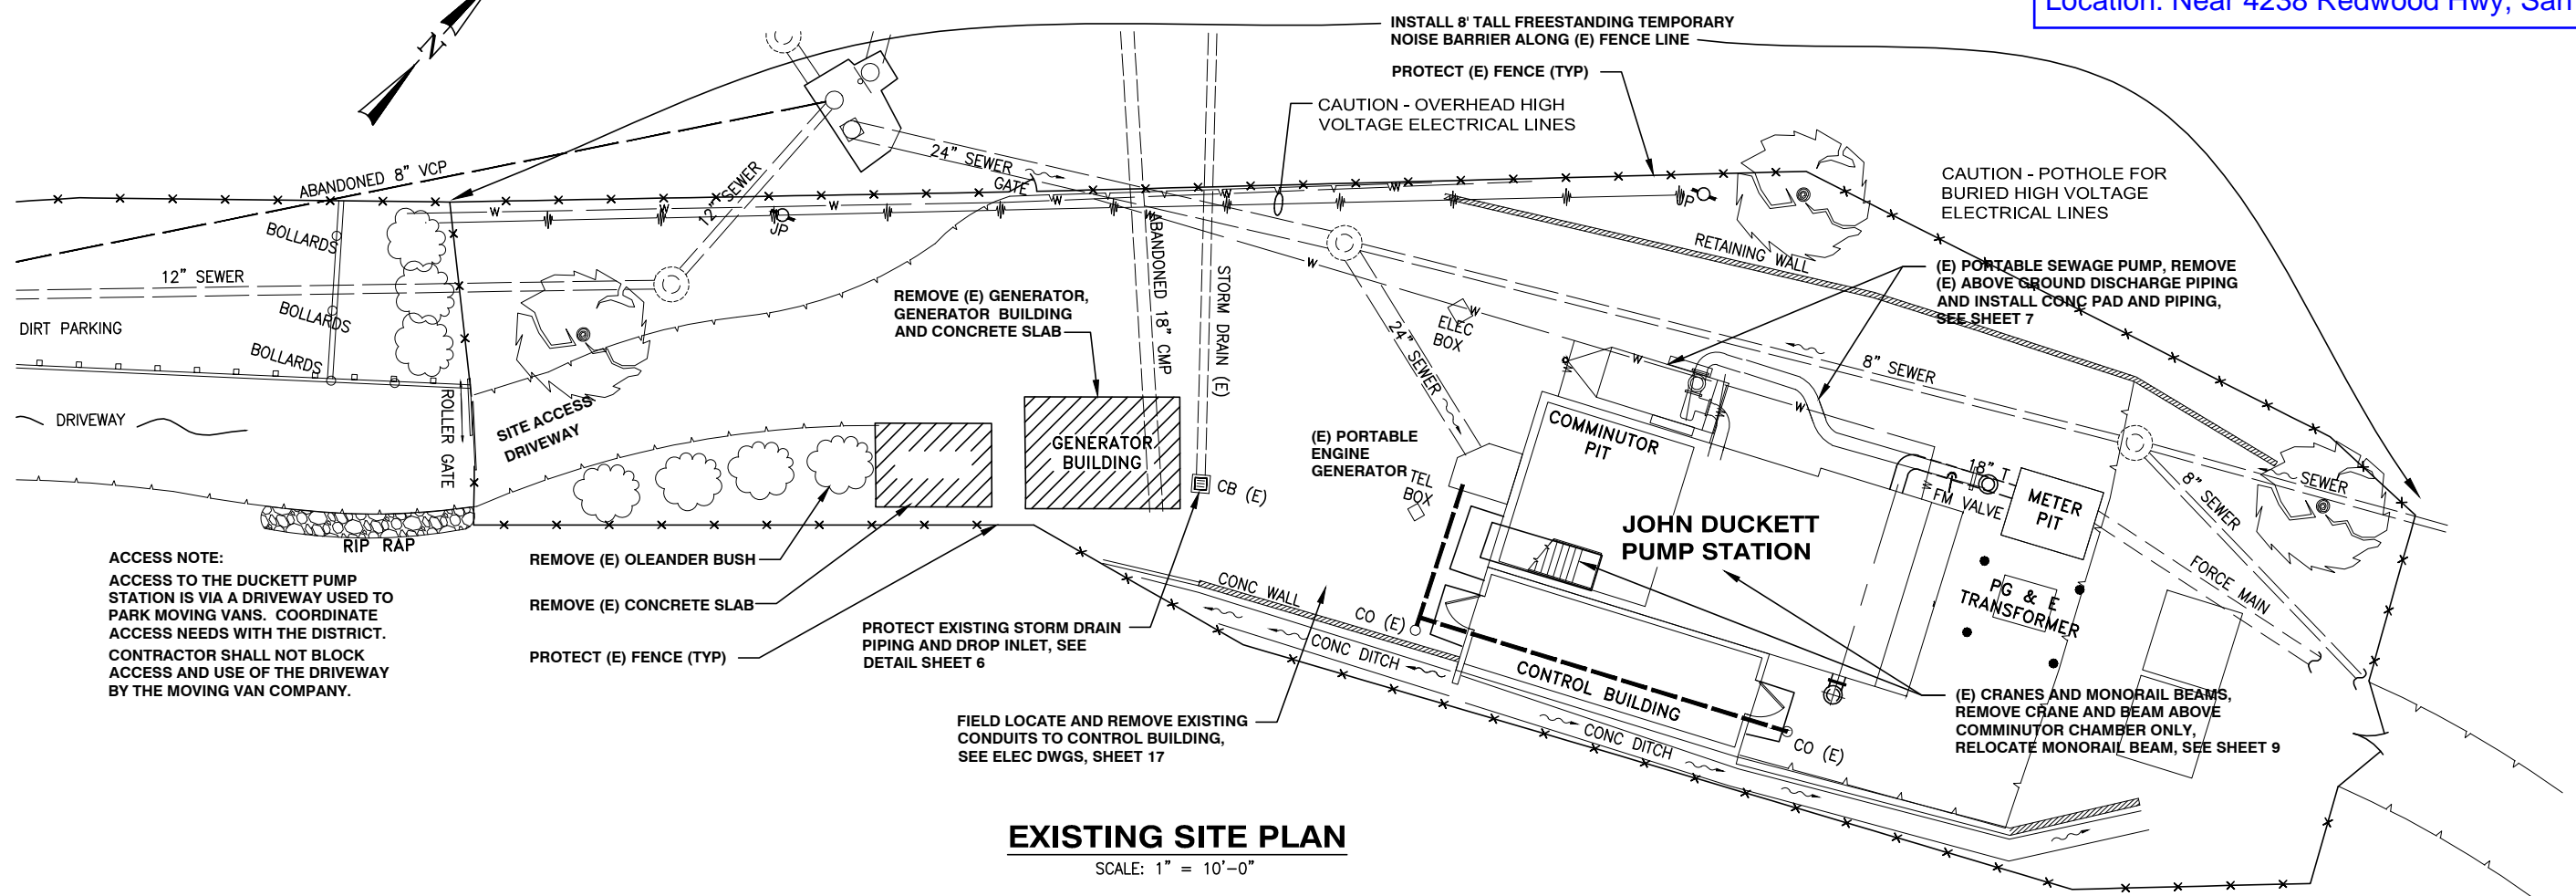 Location: Near 4238 Redwood Hwy, San
N
INSTALL 8' TALL FREESTANDING TEMPORARY
NOISE BARRIER ALONG (E) FENCE LINE
PROTECT (E) FENCE (TYP)
CAUTION - OVERHEAD HIGH
VOLTAGE ELECTRICAL LINES
CAUTION - POTHOLE FOR
BURIED HIGH VOLTAGE
ELECTRICAL LINES
ABANDONED 8" VCP
12" SEWER
24" SEWER
GATE
JP
JP
BOLLARDS
12" SEWER
BOLLARDS
BOLLARDS
DIRT PARKING
DRIVEWAY
ROLLER GATE
SITE ACCESS
DRIVEWAY
REMOVE (E) GENERATOR,
GENERATOR BUILDING
AND CONCRETE SLAB
ABANDONED 18" CMP
STORM DRAIN (E)
RETAINING WALL
(E) PORTABLE SEWAGE PUMP, REMOVE
(E) ABOVE GROUND DISCHARGE PIPING
AND INSTALL CONC PAD AND PIPING,
SEE SHEET 7
ELEC
BOX
24" SEWER
8" SEWER
GENERATOR
BUILDING
(E) PORTABLE
ENGINE
GENERATOR
TEL
BOX
COMMINUTOR
PIT
CB (E)
18" T
FM VALVE
METER
PIT
SEWER
8" SEWER
FORCE MAIN
JOHN DUCKETT
PUMP STATION
PG & E
TRANSFORMER
RIP RAP
ACCESS NOTE:
ACCESS TO THE DUCKETT PUMP
STATION IS VIA A DRIVEWAY USED TO
PARK MOVING VANS. COORDINATE
ACCESS NEEDS WITH THE DISTRICT.
CONTRACTOR SHALL NOT BLOCK
ACCESS AND USE OF THE DRIVEWAY
BY THE MOVING VAN COMPANY.
REMOVE (E) OLEANDER BUSH
REMOVE (E) CONCRETE SLAB
PROTECT (E) FENCE (TYP)
PROTECT EXISTING STORM DRAIN
PIPING AND DROP INLET, SEE
DETAIL SHEET 6
CONC WALL
CO (E)
CONC DITCH
CONTROL BUILDING
CONC DITCH
CO (E)
FIELD LOCATE AND REMOVE EXISTING
CONDUITS TO CONTROL BUILDING,
SEE ELEC DWGS, SHEET 17
(E) CRANES AND MONORAIL BEAMS,
REMOVE CRANE AND BEAM ABOVE
COMMINUTOR CHAMBER ONLY,
RELOCATE MONORAIL BEAM, SEE SHEET 9
EXISTING SITE PLAN
SCALE: 1" = 10'-0"